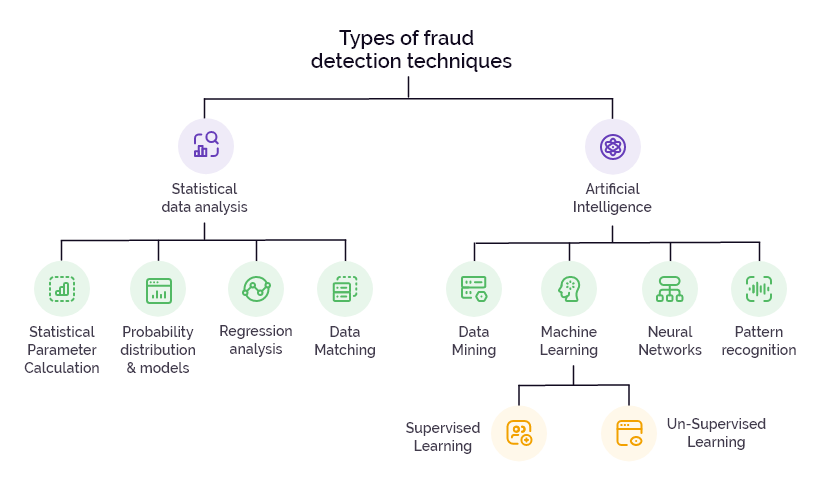 Types of fraud
detection techniques
Statistical
data analysis
Artificial
Intelligence
Statistical
Parameter
Calculation
Probability
distribution
& models
Regression
analysis
Data
Matching
Data
Mining
Machine
Learning
Neural
Networks
Pattern
recognition
Supervised
Learning
Un-Supervised
Learning